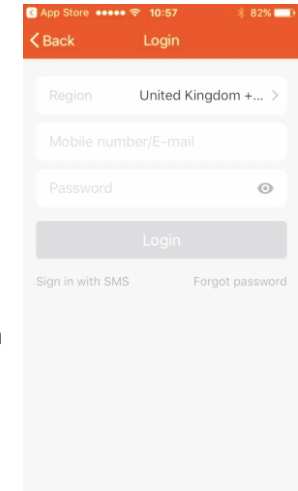 App Store 10:57 82%
Back Login
Region United Kingdom +... >
Mobile number/E-mail
Password
Login
Sign in with SMS Forgot password